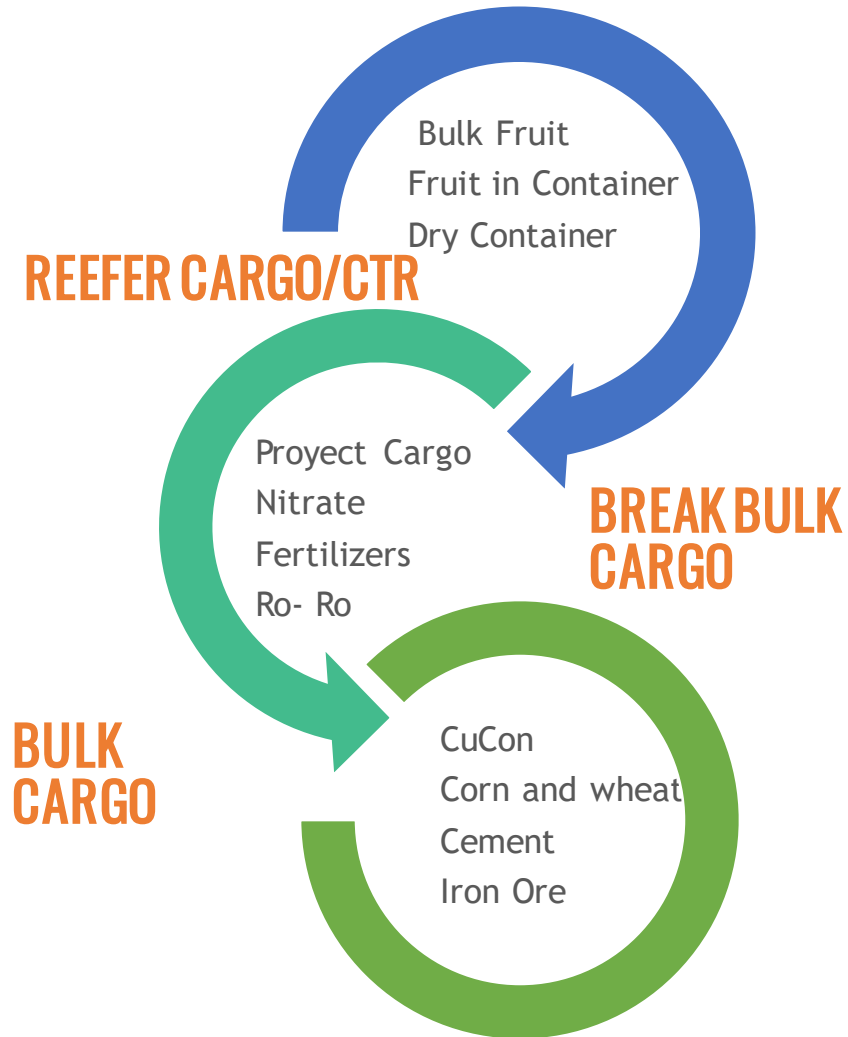 Bulk Fruit
Fruit in Container
Dry Container
REEFER CARGO/CTR
Proyect Cargo
Nitrate
Fertilizers
Ro- Ro
BREAK BULK
CARGO
BULK
CARGO
CuCon
Corn and wheat
Cement
Iron Ore